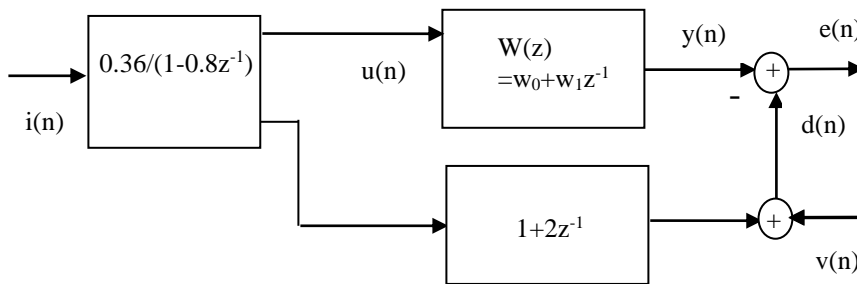 0.36/(1-0.8z⁻¹)
i(n)
u(n)
W(z)
=w₀+w₁z⁻¹
y(n)
e(n)
+
-
d(n)
1+2z⁻¹
+
v(n)